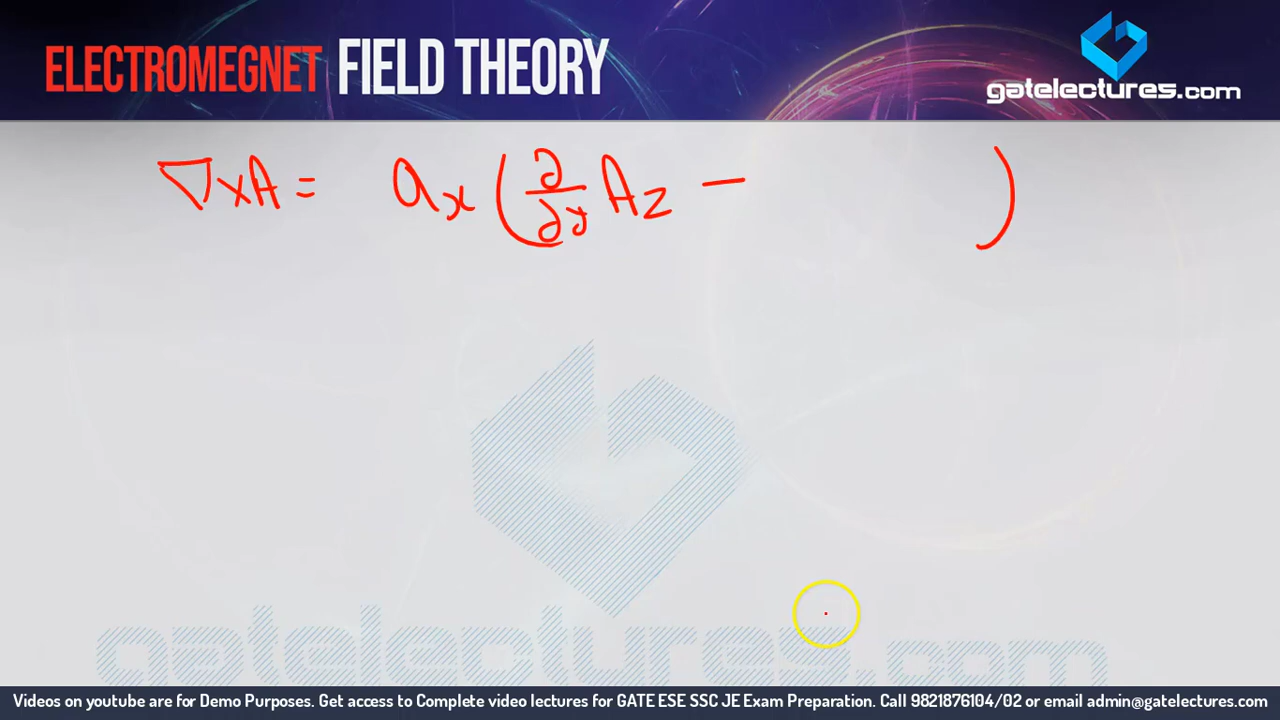 ELECTROMEGNET FIELD THEORY
gatelectures.com
∇×A = ax ( ∂/∂y Az − )
gatelectures.com
Videos on youtube are for Demo Purposes. Get access to Complete video lectures for GATE ESE SSC JE Exam Preparation. Call 9821876104/02 or email admin@gatelectures.com